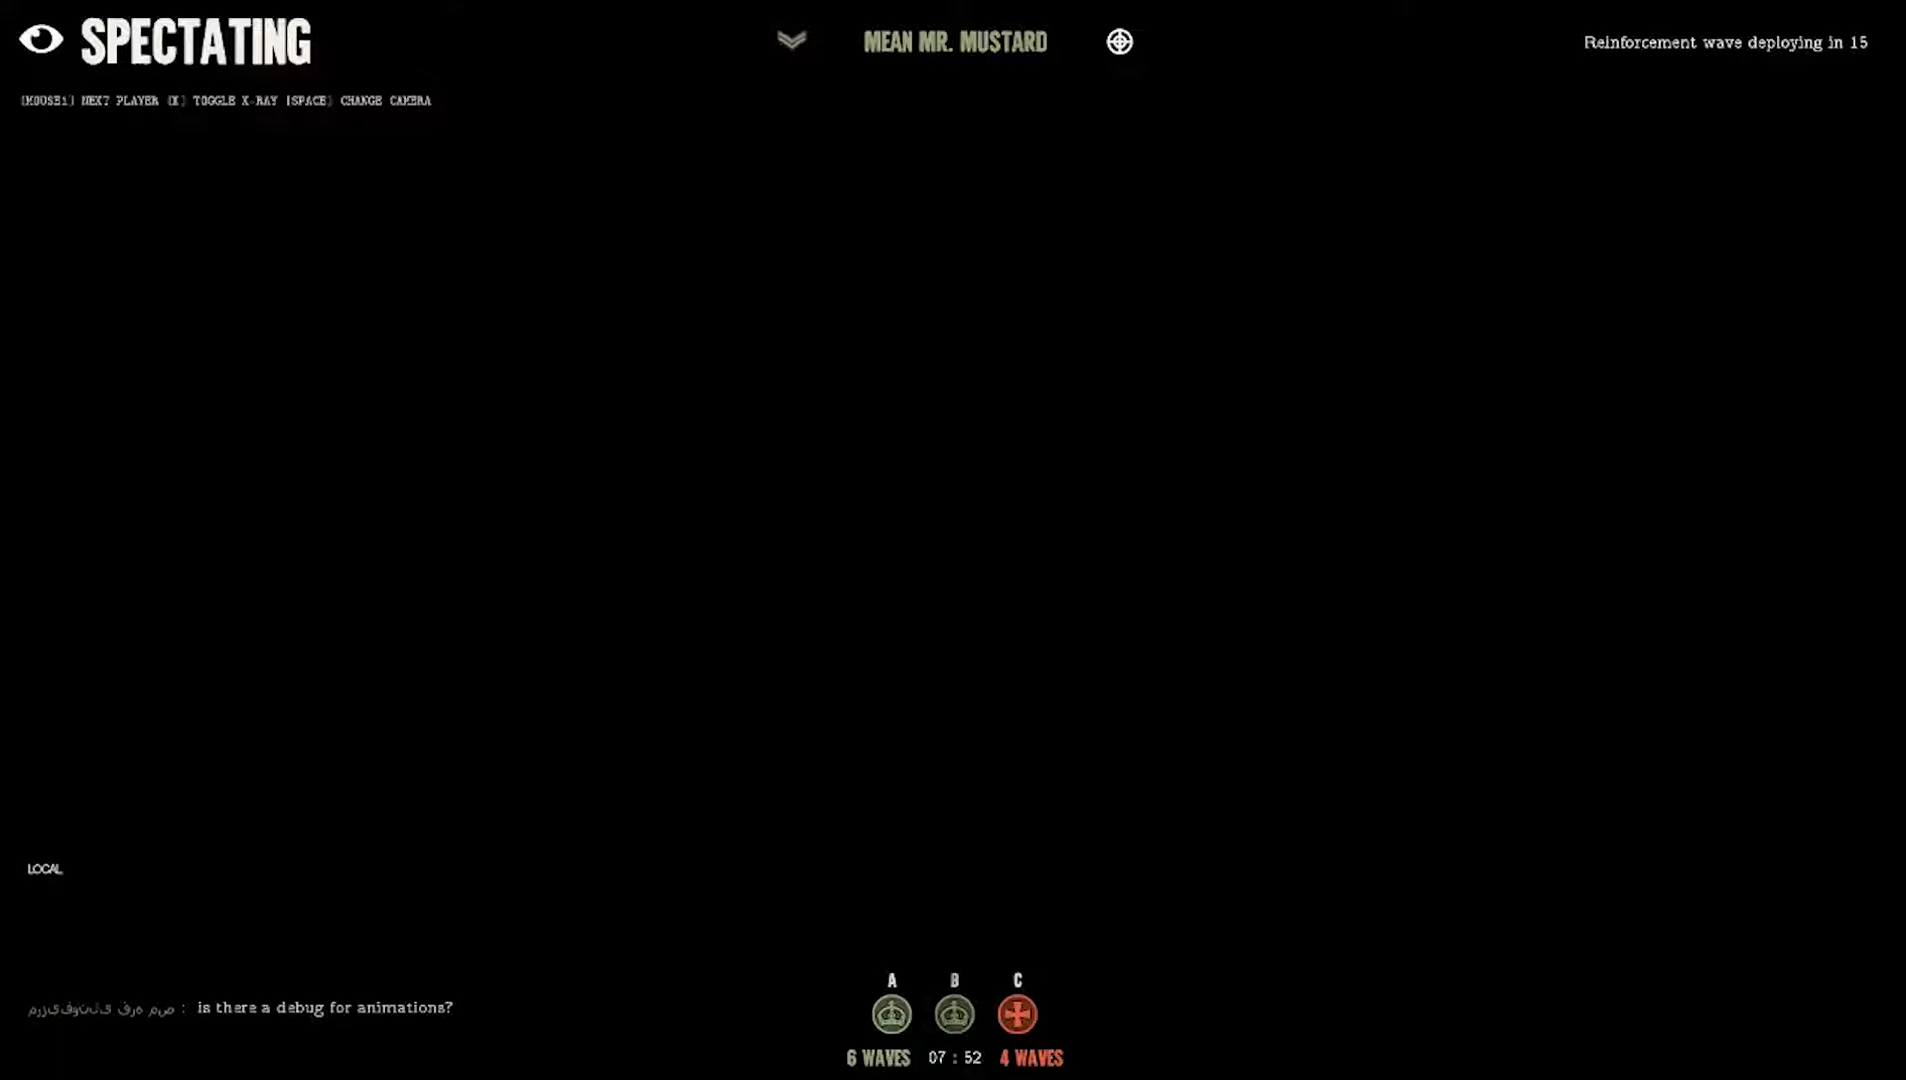 SPECTATING
MEAN MR. MUSTARD
Reinforcement wave deploying in 15
[MOUSE1] NEXT PLAYER [X] TOGGLE X-RAY [SPACE] CHANGE CAMERA
LOCAL
: is there a debug for animations?
A B C
6 WAVES 07 : 52 4 WAVES